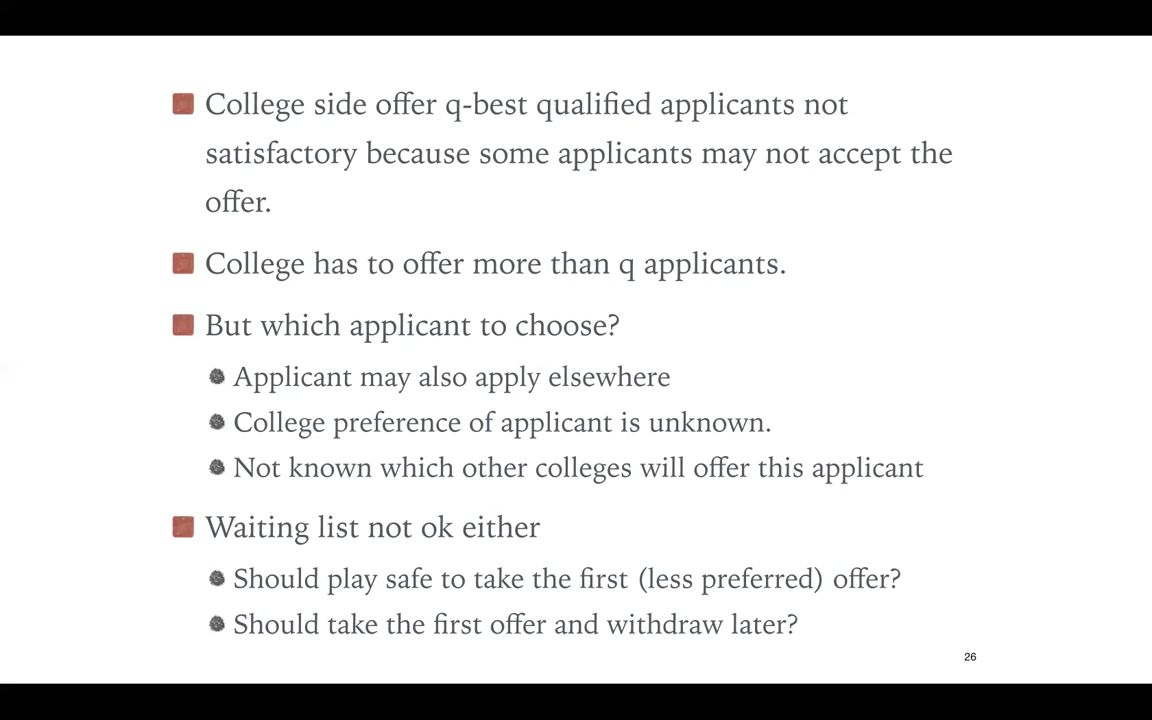 College side offer q-best qualified applicants not
satisfactory because some applicants may not accept the
offer.
College has to offer more than q applicants.
But which applicant to choose?
Applicant may also apply elsewhere
College preference of applicant is unknown.
Not known which other colleges will offer this applicant
Waiting list not ok either
Should play safe to take the first (less preferred) offer?
Should take the first offer and withdraw later?
26